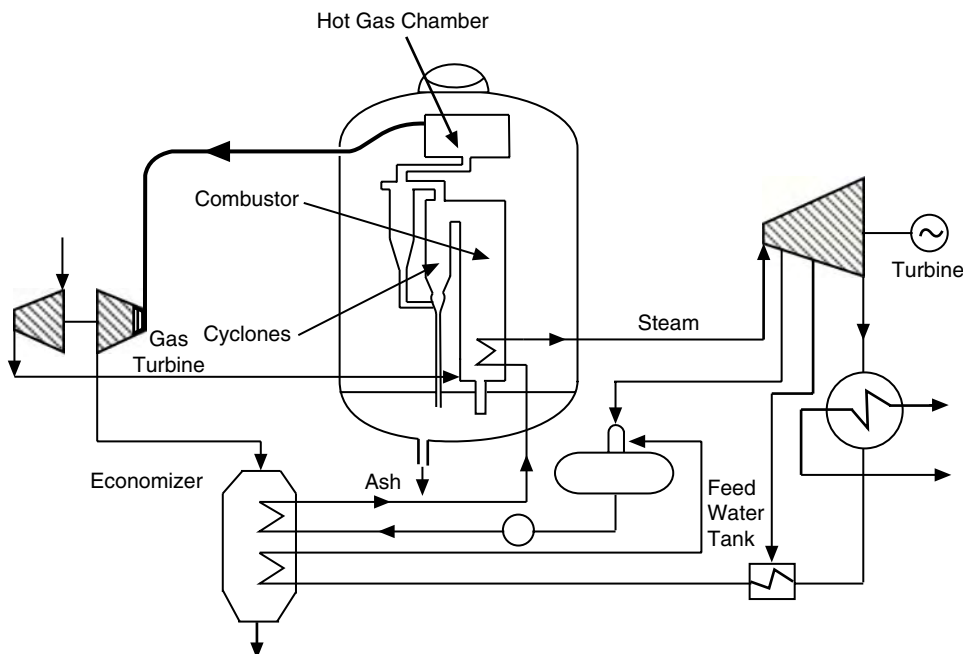 Hot Gas Chamber
Combustor
Turbine
Cyclones
Steam
Gas
Turbine
Economizer
Ash
Feed
Water
Tank